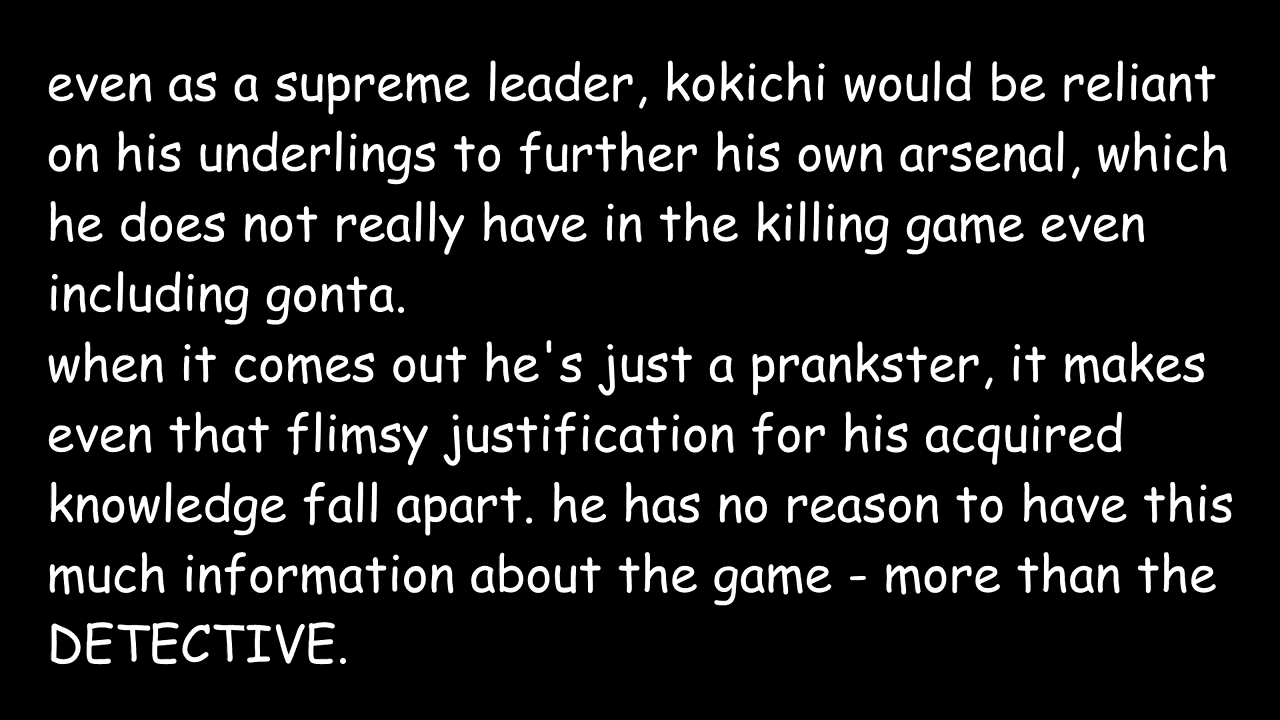 even as a supreme leader, kokichi would be reliant
on his underlings to further his own arsenal, which
he does not really have in the killing game even
including gonta.
when it comes out he's just a prankster, it makes
even that flimsy justification for his acquired
knowledge fall apart. he has no reason to have this
much information about the game - more than the
DETECTIVE.